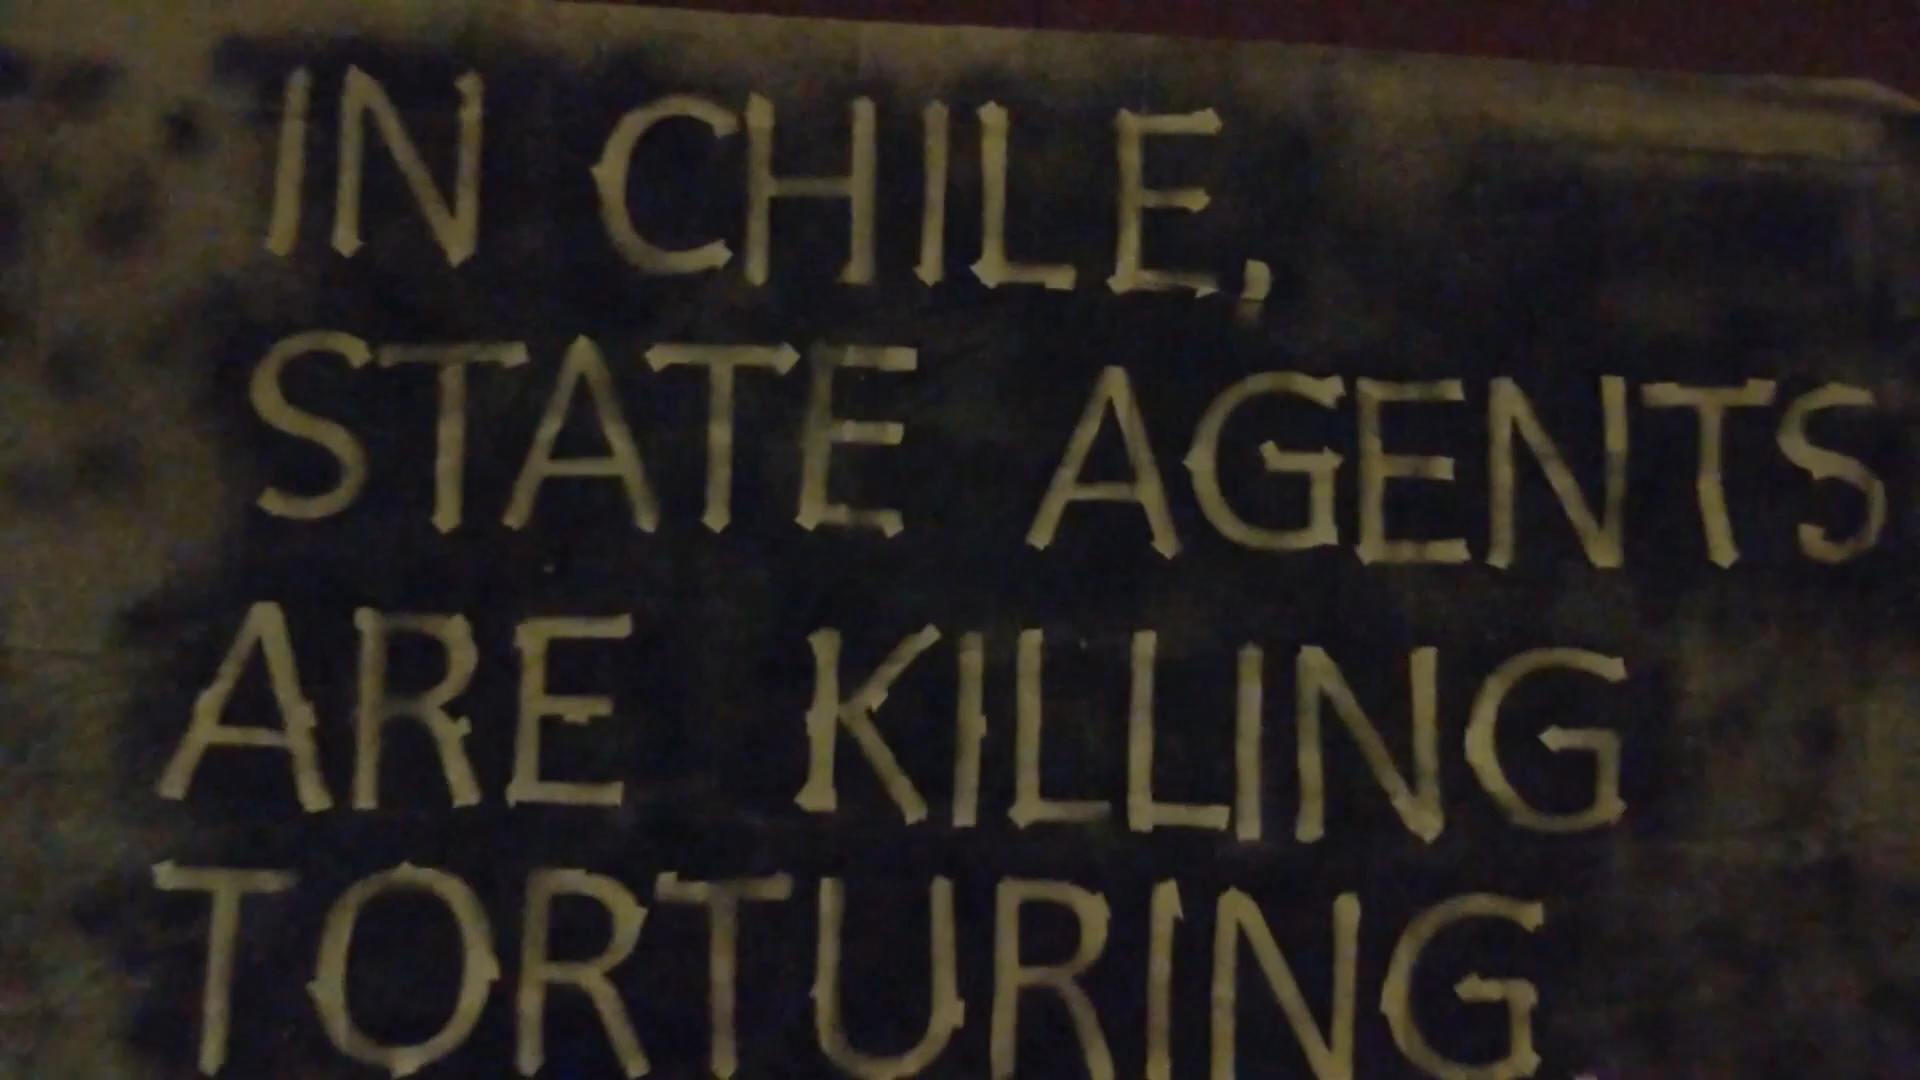 IN CHILE,
STATE AGENTS
ARE KILLING
TORTURING,